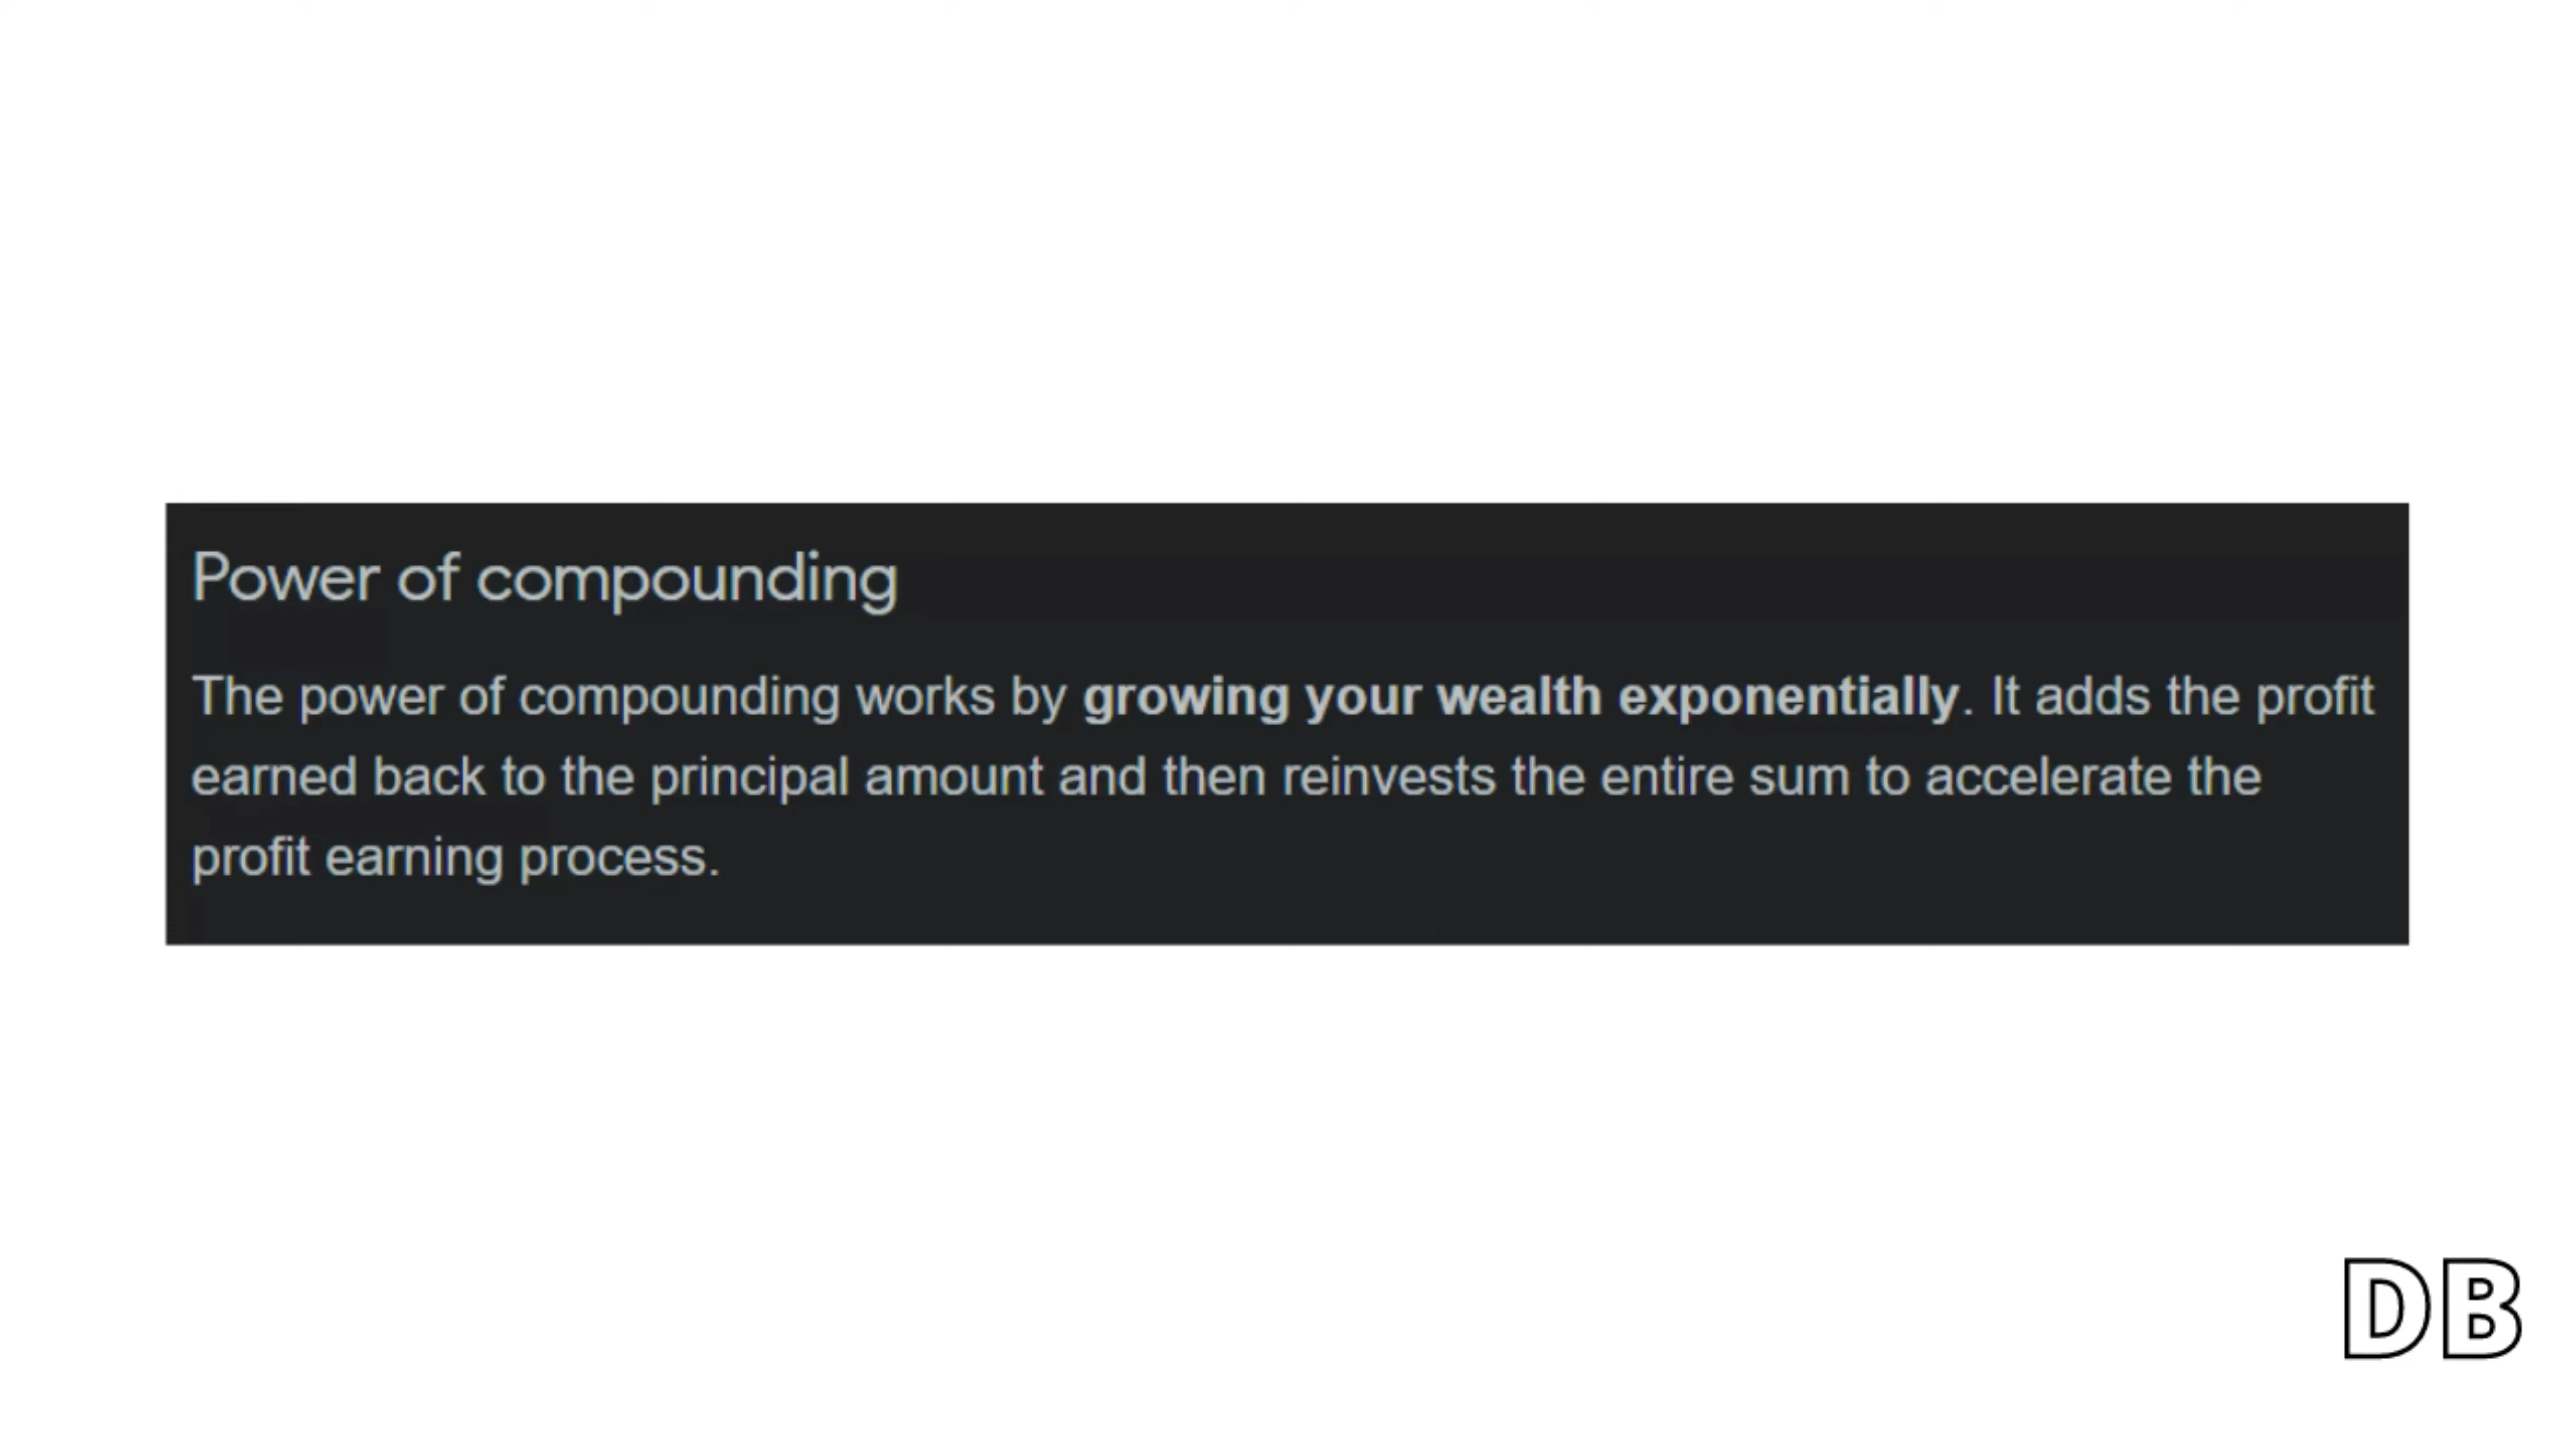 Power of compounding
The power of compounding works by growing your wealth exponentially. It adds the profit
earned back to the principal amount and then reinvests the entire sum to accelerate the
profit earning process.
DB